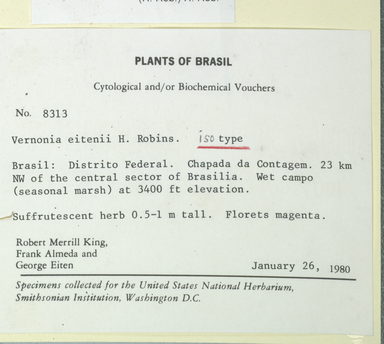 PLANTS OF BRASIL
Cytological and/or Biochemical Vouchers
No. 8313
Vernonia eitenii H. Robins. iso type
Brasil: Distrito Federal. Chapada da Contagem. 23 km
NW of the central sector of Brasilia. Wet campo
(seasonal marsh) at 3400 ft elevation.
Suffrutescent herb 0.5-1 m tall. Florets magenta.
Robert Merrill King,
Frank Almeda and
George Eiten
January 26, 1980
Specimens collected for the United States National Herbarium,
Smithsonian Institution, Washington D.C.